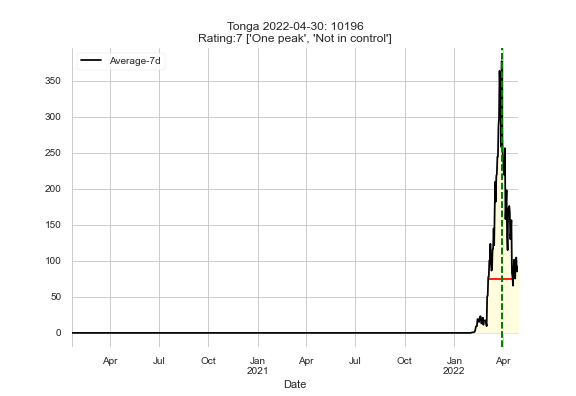 Tonga 2022-04-30: 10196
Rating:7 ['One peak', 'Not in control']
Average-7d
350
300
250
200
150
100
50
0
Apr Jul Oct Jan Apr Jul Oct Jan Apr
2021 2022
Date